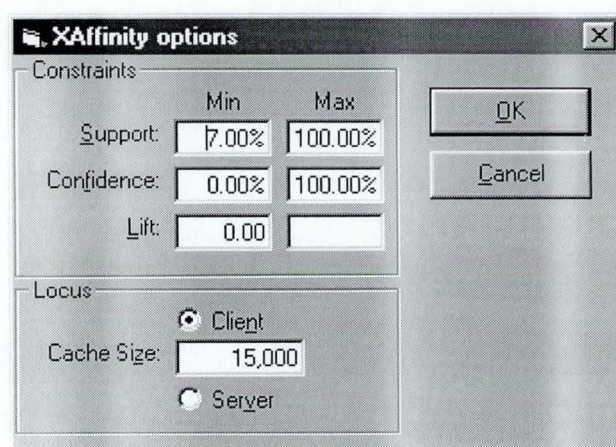 XAffinity options
Constraints
Min Max
Support: 7.00% 100.00%
Confidence: 0.00% 100.00%
Lift: 0.00
OK
Cancel
Locus
Client
Cache Size: 15,000
Server